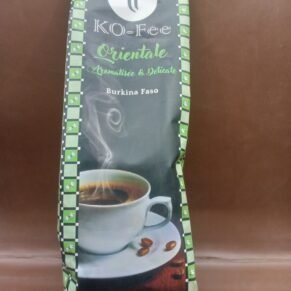 KO-Fee
Orientale
Aromatisée & Délicate
Burkina Faso